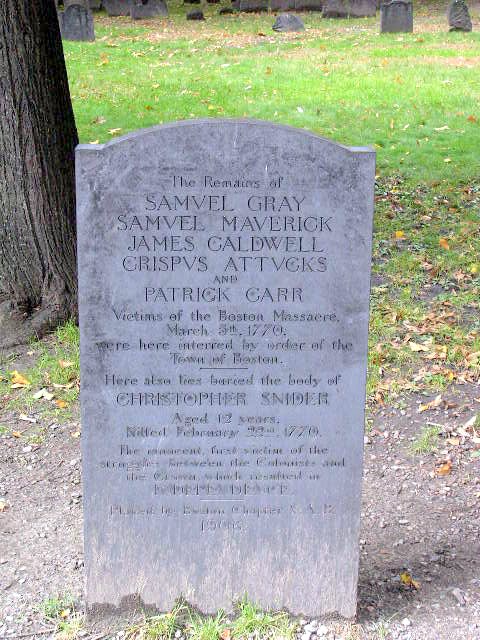 The Remains of
SAMVEL GRAY
SAMVEL MAVERICK
JAMES CALDWELL
CRISPVS ATTVCKS
AND
PATRICK CARR
Victims of the Boston Massacre,
March 5th, 1770,
were here interred by order of the
Town of Boston.
Here also lies buried the body of
CHRISTOPHER SNIDER
Aged 12 years,
Killed February 22nd, 1770.
The innocent, first victim of the
struggles between the Colonists and
the Crown, which resulted in
INDEPENDENCE.
Placed by Boston Chapter S.A.R.
1906.